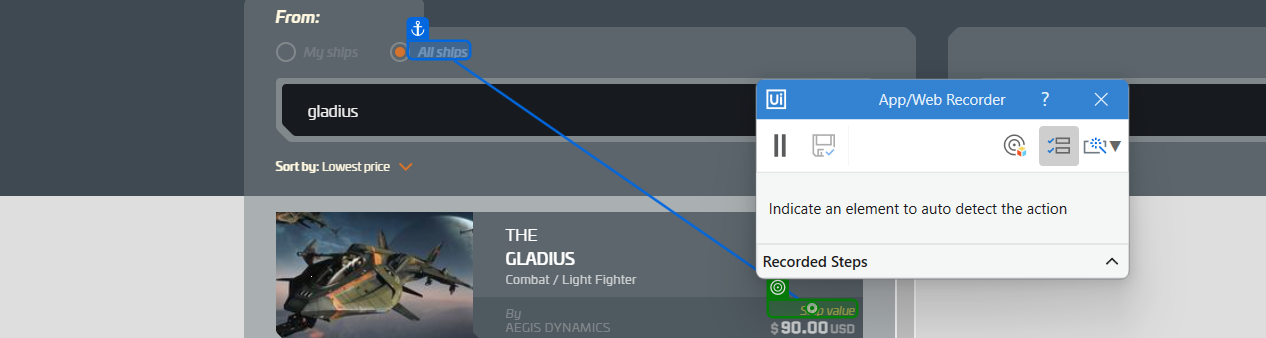 From:
My ships
All ships
gladius
Sort by: Lowest price
THE
GLADIUS
Combat / Light Fighter
By
AEGIS DYNAMICS
Ship value
$ 90.00 USD
Ui
App/Web Recorder
?
Indicate an element to auto detect the action
Recorded Steps